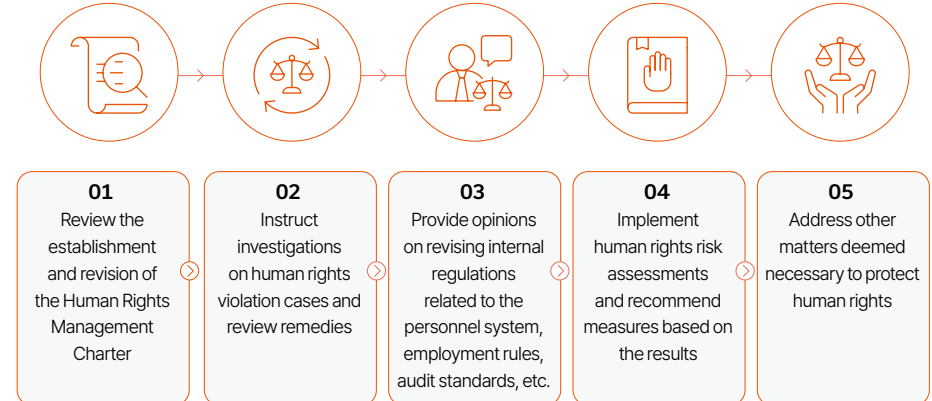 01
Review the
establishment
and revision of
the Human Rights
Management
Charter
02
Instruct
investigations
on human rights
violation cases and
review remedies
03
Provide opinions
on revising internal
regulations
related to the
personnel system,
employment rules,
audit standards, etc.
04
Implement
human rights risk
assessments
and recommend
measures based on
the results
05
Address other
matters deemed
necessary to protect
human rights